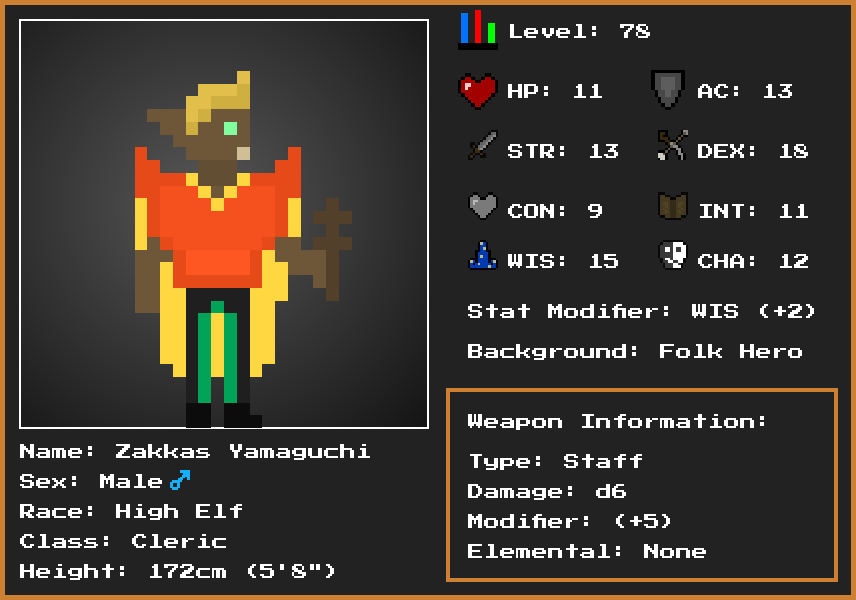 Level: 78
HP: 11 AC: 13
STR: 13 DEX: 18
CON: 9 INT: 11
WIS: 15 CHA: 12
Stat Modifier: WIS (+2)
Background: Folk Hero
Weapon Information:
Type: Staff
Damage: d6
Modifier: (+5)
Elemental: None
Name: Zakkas Yamaguchi
Sex: Male♂
Race: High Elf
Class: Cleric
Height: 172cm (5'8")